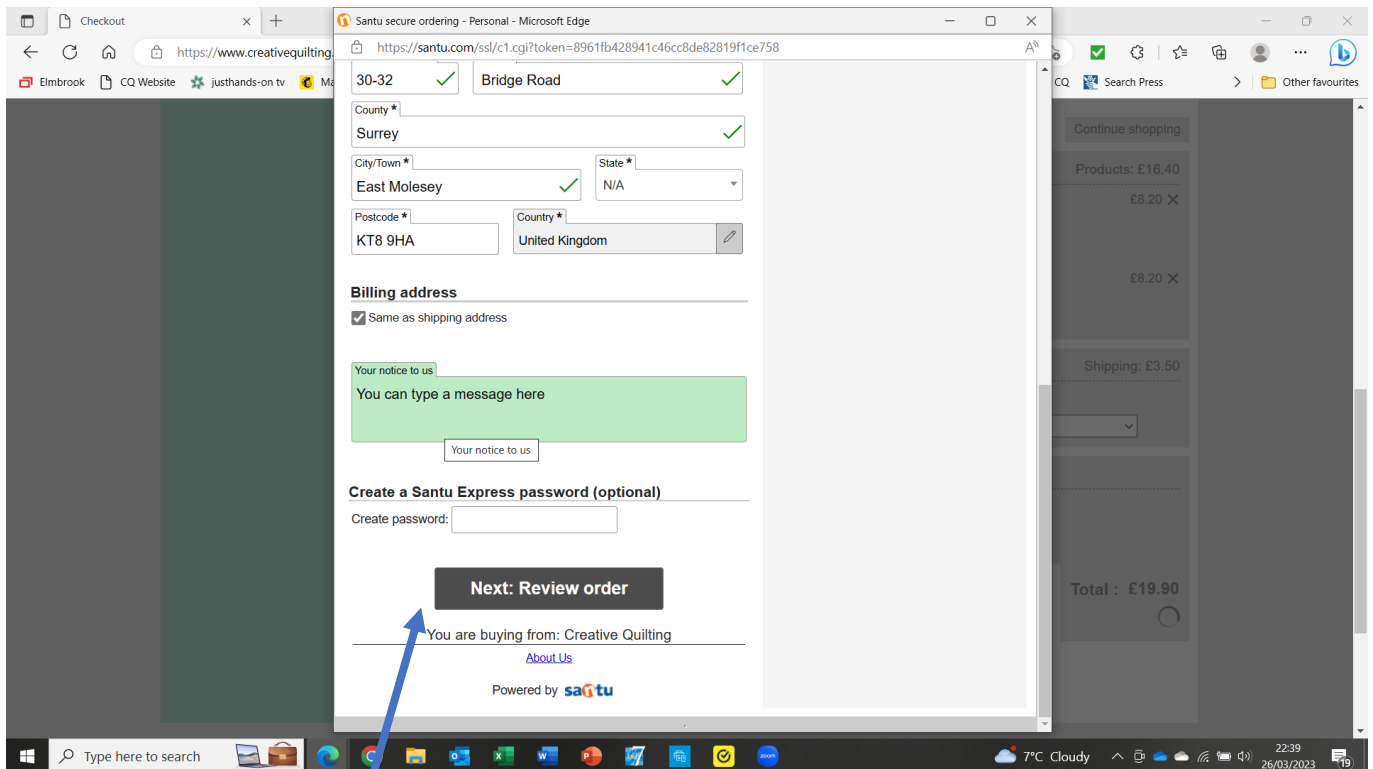 Checkout
Santu secure ordering - Personal - Microsoft Edge
https://www.creativequilting.
https://santu.com/ssl/c1.cgi?token=8961fb428941c46cc8de82819f1ce758
Elmbrook
CQ Website
justhands-on tv
Ma
CQ
Search Press
Other favourites
30-32
Bridge Road
County *
Surrey
City/Town *
State *
East Molesey
N/A
Postcode *
Country *
KT8 9HA
United Kingdom
Billing address
Same as shipping address
Your notice to us
You can type a message here
Your notice to us
Create a Santu Express password (optional)
Create password:
Next: Review order
You are buying from: Creative Quilting
About Us
Powered by santu
Continue shopping
Products: £16.40
£8.20
£8.20
Shipping: £3.50
Total : £19.90
Type here to search
zoom
7°C Cloudy
22:39
26/03/2023
19